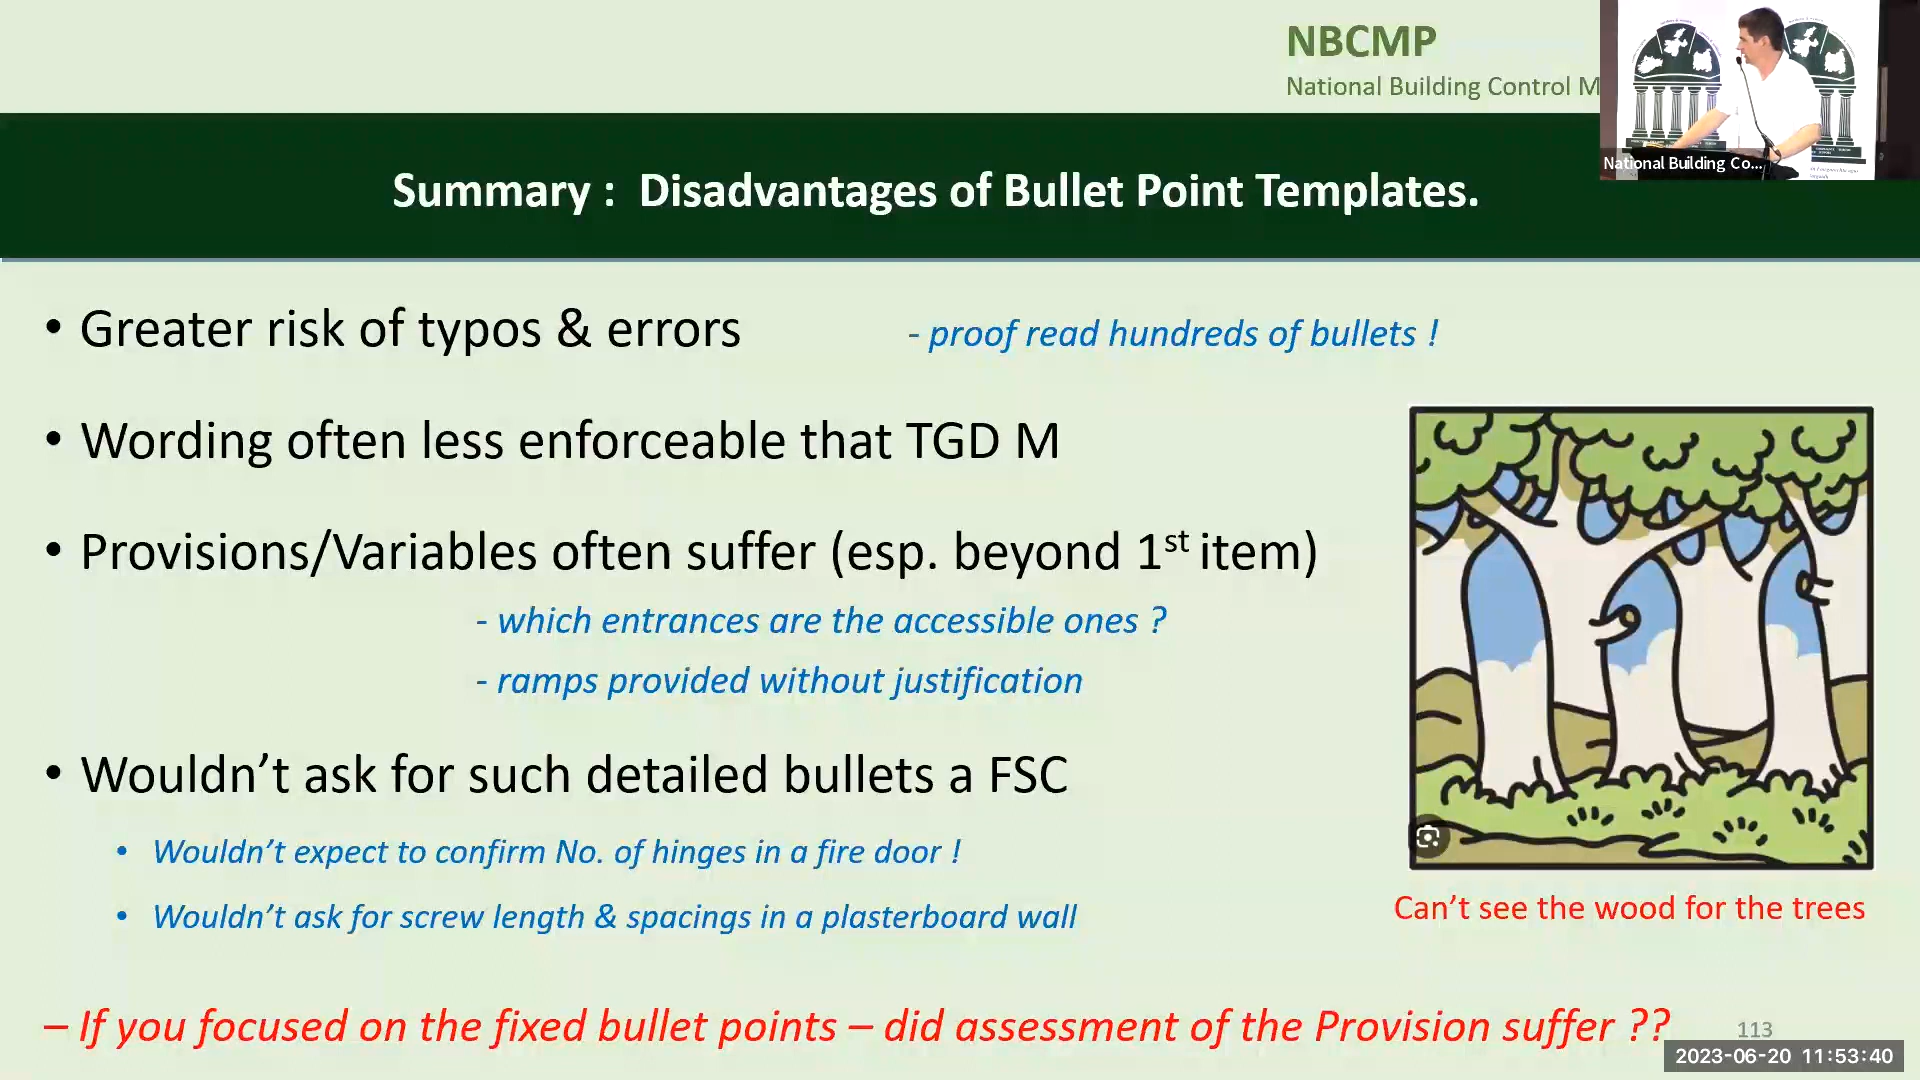 NBCMP
National Building Control M
National Building Co...
Summary : Disadvantages of Bullet Point Templates.
• Greater risk of typos & errors - proof read hundreds of bullets !
• Wording often less enforceable that TGD M
• Provisions/Variables often suffer (esp. beyond 1st item)
- which entrances are the accessible ones ?
- ramps provided without justification
• Wouldn’t ask for such detailed bullets a FSC
• Wouldn’t expect to confirm No. of hinges in a fire door !
• Wouldn’t ask for screw length & spacings in a plasterboard wall
Can’t see the wood for the trees
– If you focused on the fixed bullet points – did assessment of the Provision suffer ??
113
2023-06-20 11:53:40